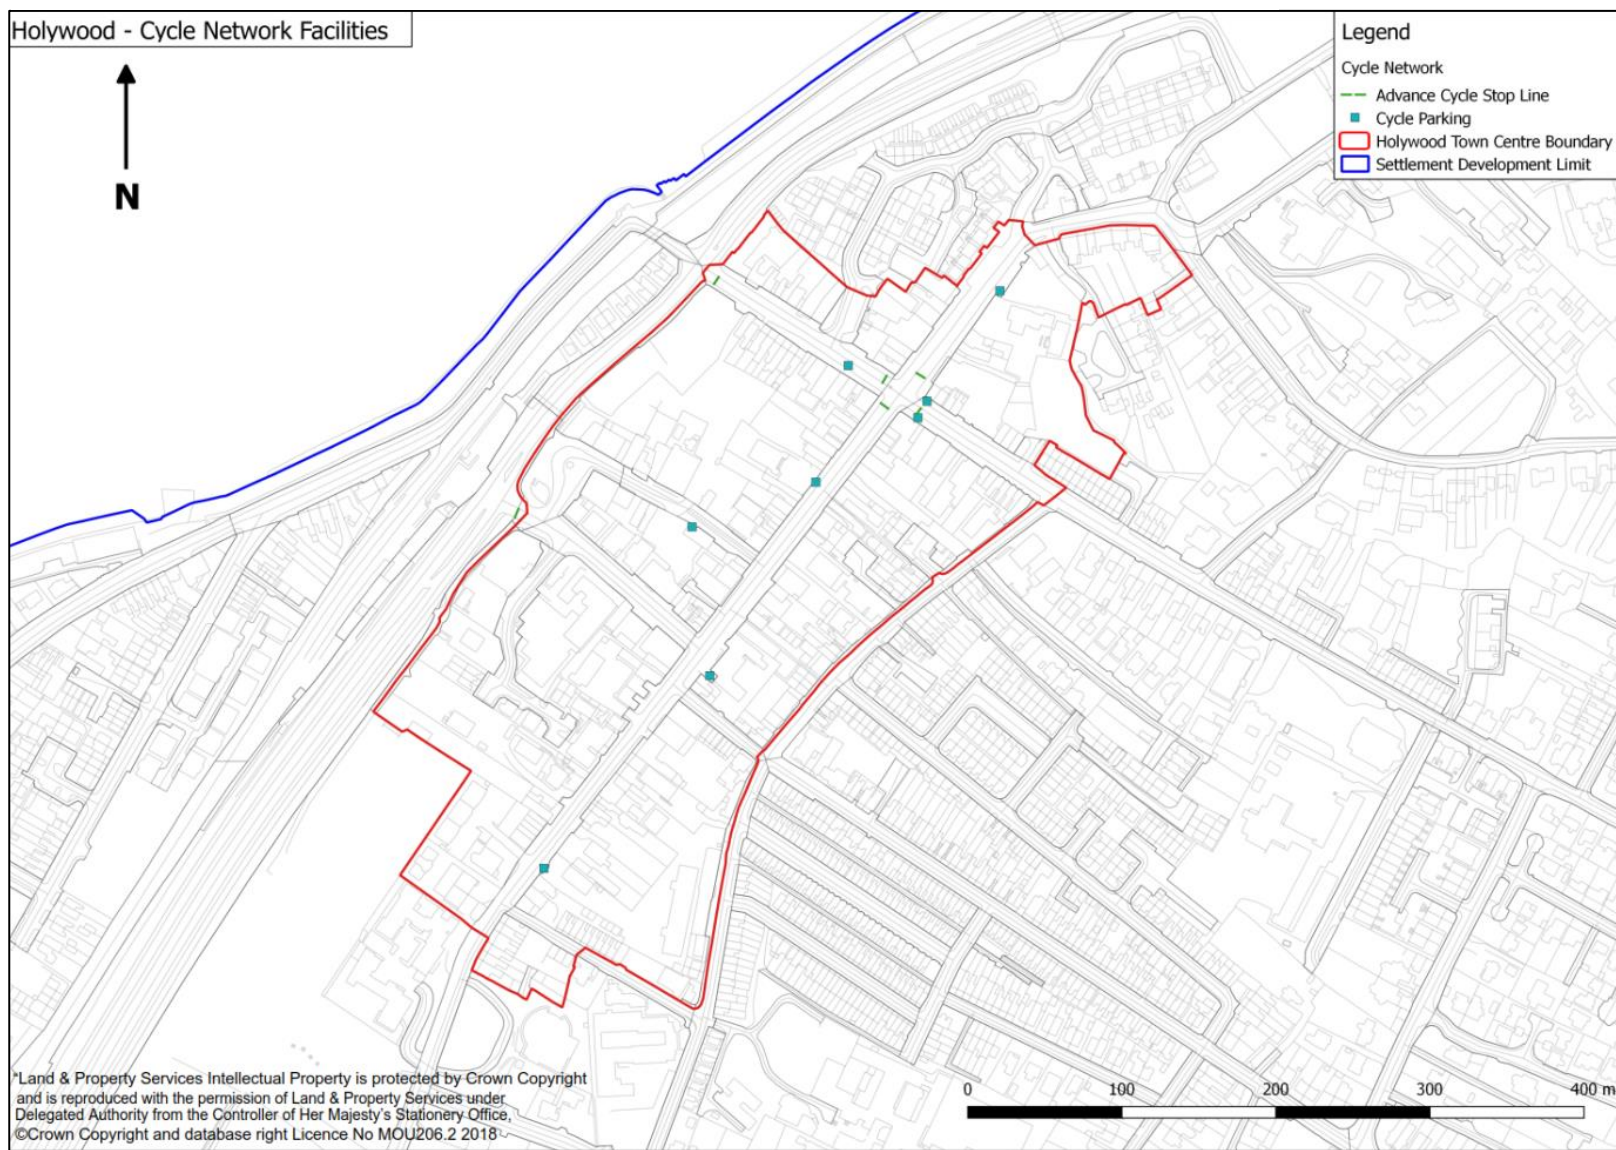 Holywood - Cycle Network Facilities
N
Legend
Cycle Network
Advance Cycle Stop Line
Cycle Parking
Holywood Town Centre Boundary
Settlement Development Limit
*Land & Property Services Intellectual Property is protected by Crown Copyright
and is reproduced with the permission of Land & Property Services under
Delegated Authority from the Controller of Her Majesty's Stationery Office,
©Crown Copyright and database right Licence No MOU206.2 2018
0 100 200 300 400 m